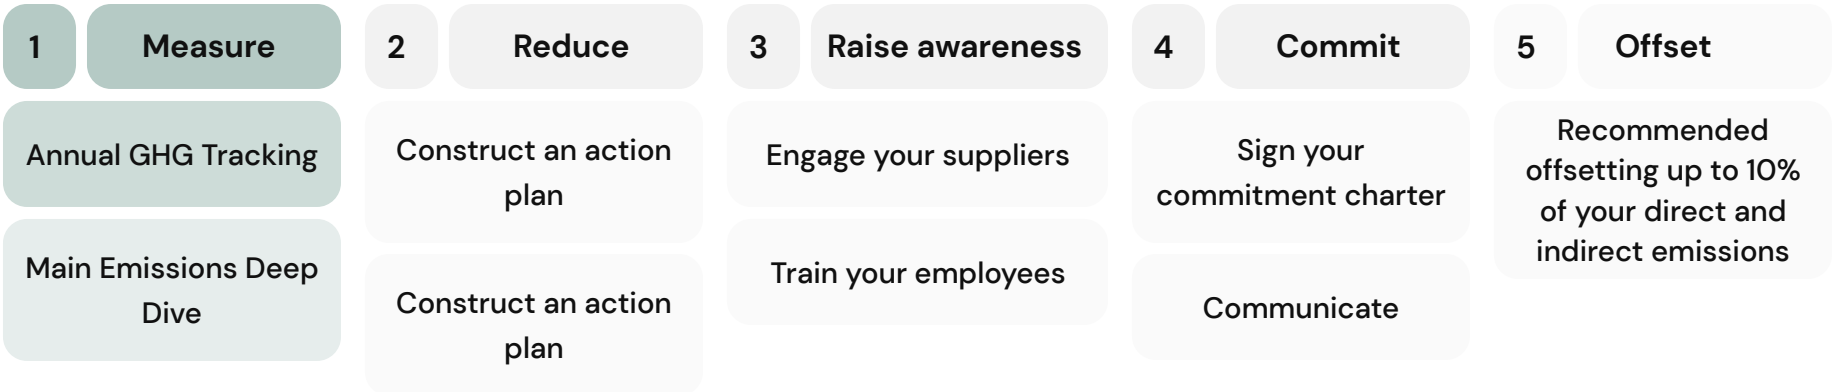 1
Measure
Annual GHG Tracking
Main Emissions Deep
Dive
2
Reduce
Construct an action
plan
Construct an action
plan
3
Raise awareness
Engage your suppliers
Train your employees
4
Commit
Sign your
commitment charter
Communicate
5
Offset
Recommended
offsetting up to 10%
of your direct and
indirect emissions